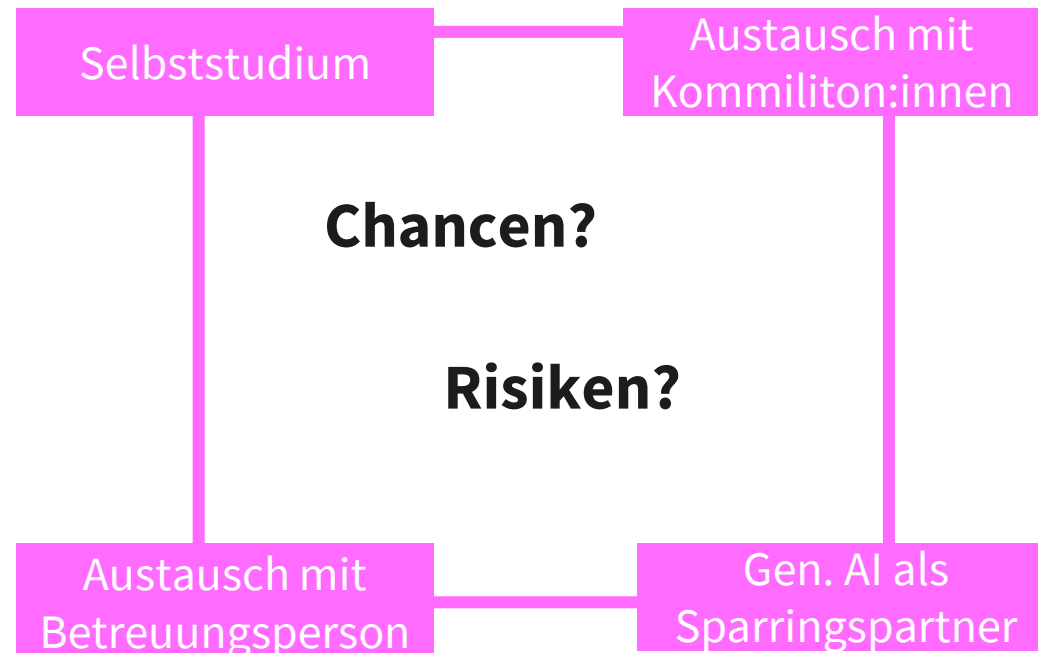 Selbststudium
Austausch mit
Kommiliton:innen
Chancen?
Risiken?
Austausch mit
Betreuungsperson
Gen. AI als
Sparringspartner